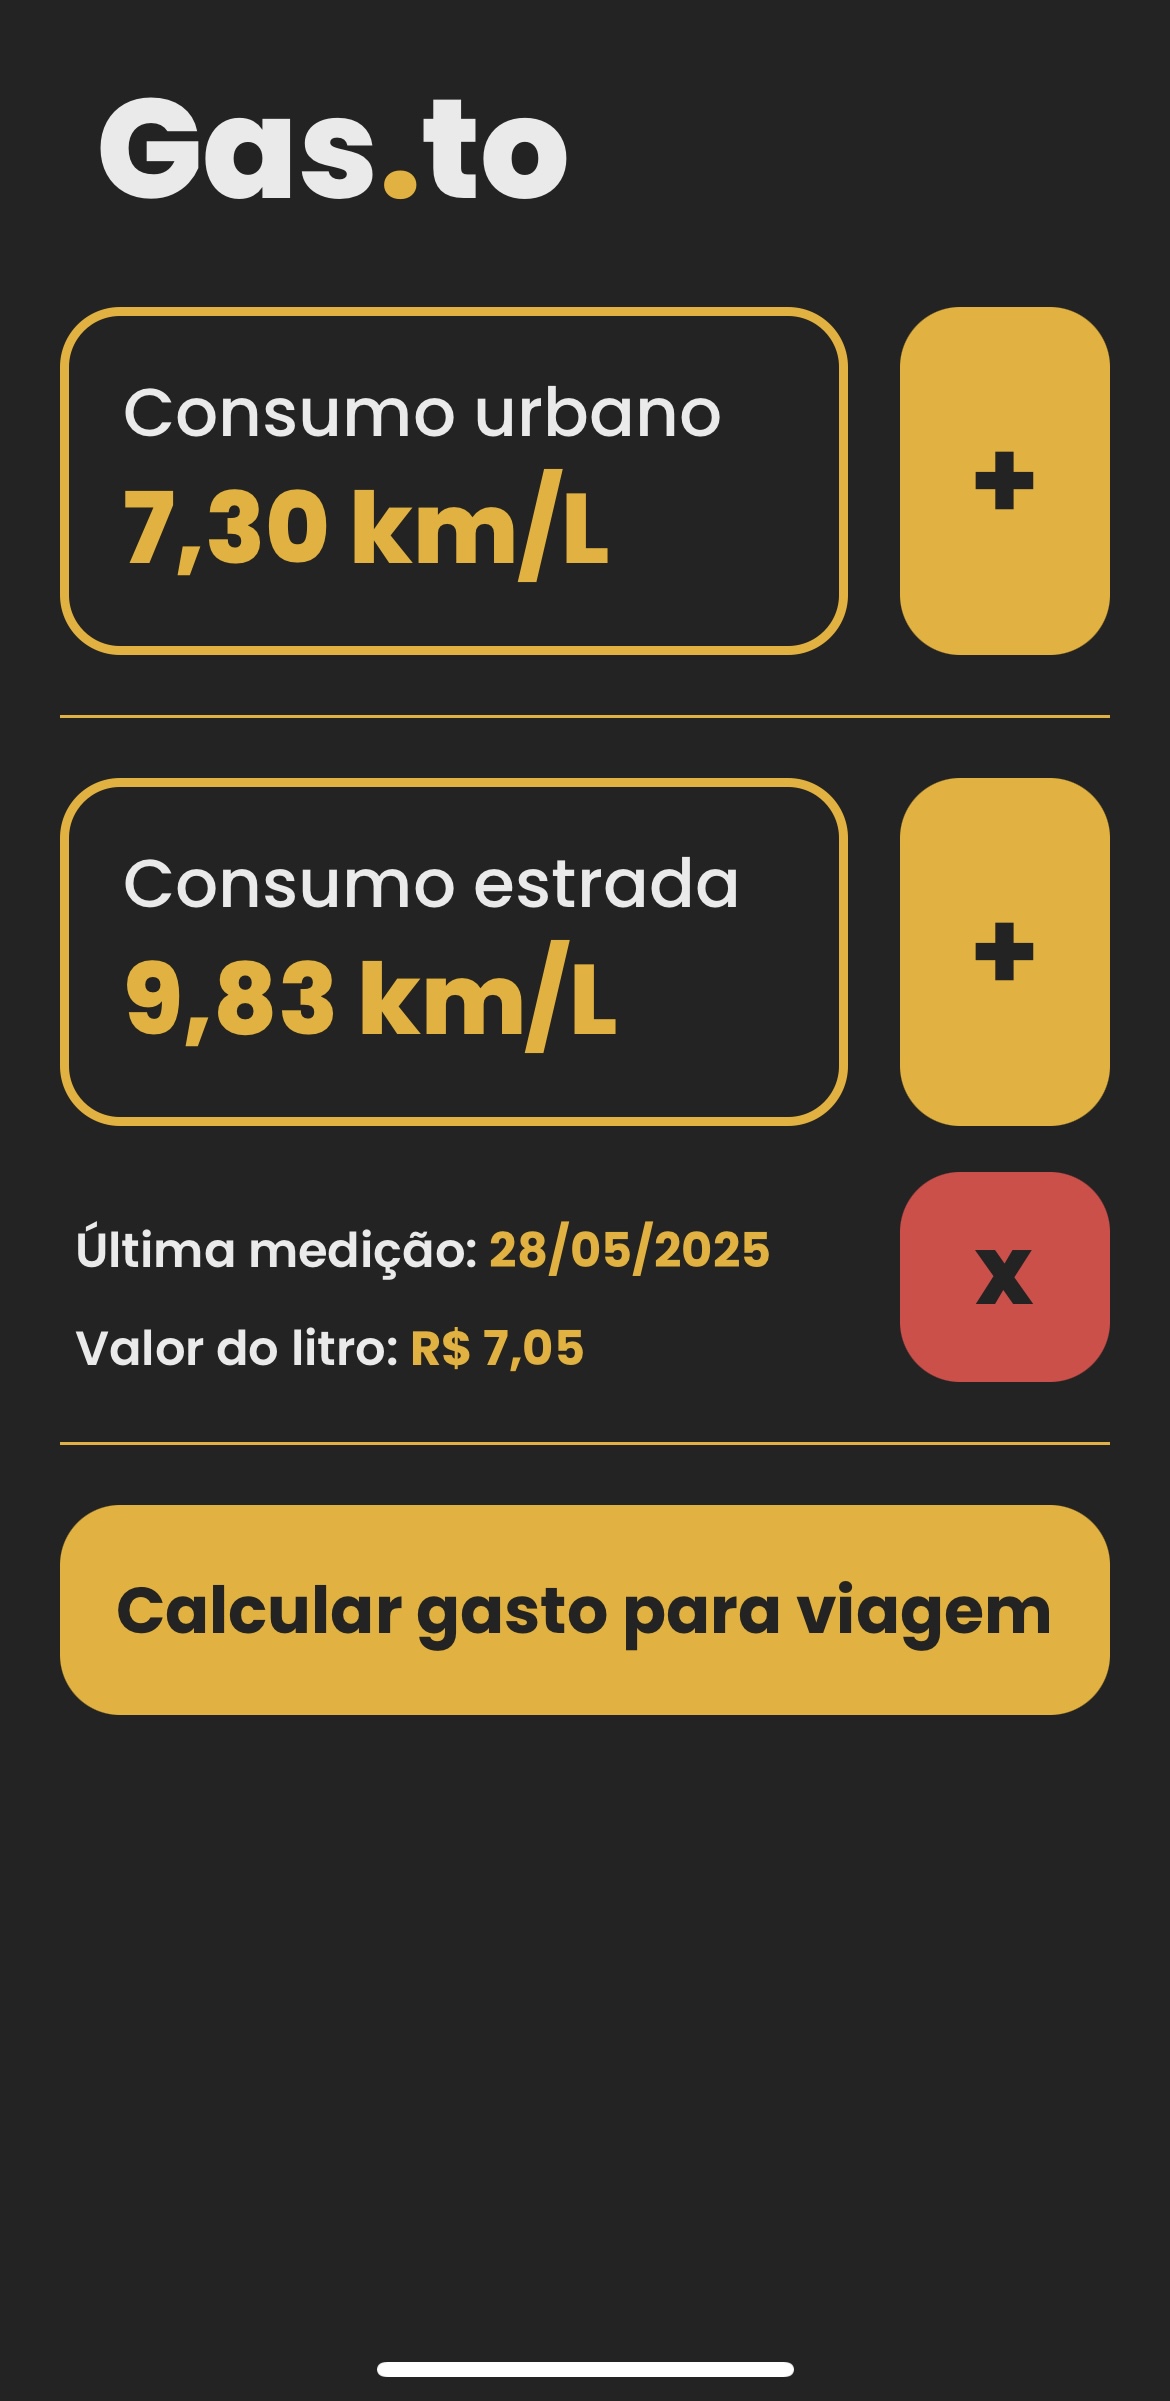 Gas.to
Consumo urbano
7,30 km/L
+
Consumo estrada
9,83 km/L
+
Última medição: 28/05/2025
Valor do litro: R$ 7,05
x
Calcular gasto para viagem